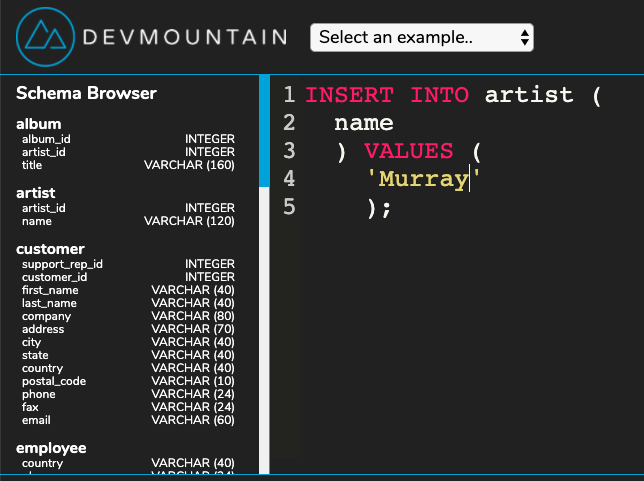 DEVMOUNTAIN
Select an example..
Schema Browser
album
album_id INTEGER
artist_id INTEGER
title VARCHAR (160)
artist
artist_id INTEGER
name VARCHAR (120)
customer
support_rep_id INTEGER
customer_id INTEGER
first_name VARCHAR (40)
last_name VARCHAR (40)
company VARCHAR (80)
address VARCHAR (70)
city VARCHAR (40)
state VARCHAR (40)
country VARCHAR (40)
postal_code VARCHAR (10)
phone VARCHAR (24)
fax VARCHAR (24)
email VARCHAR (60)
employee
country VARCHAR (40)
1 INSERT INTO artist (
2 name
3 ) VALUES (
4 'Murray'
5 );